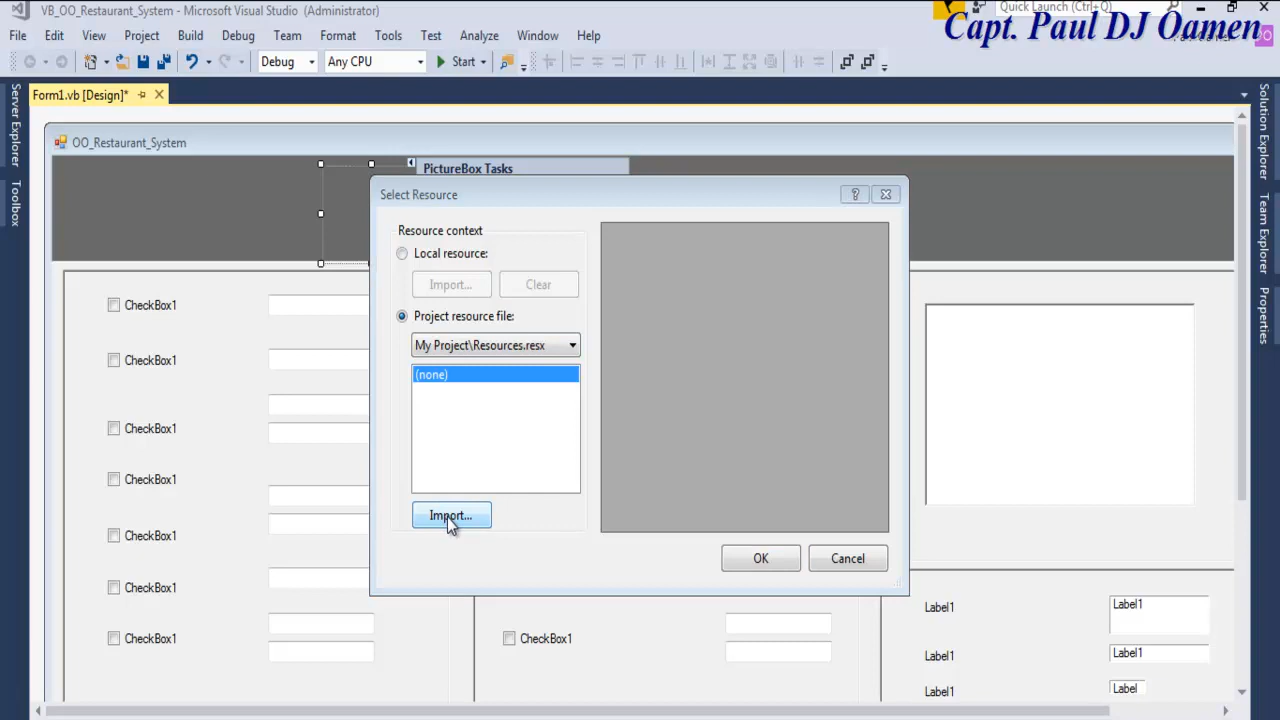 VB_OO_Restaurant_System - Microsoft Visual Studio (Administrator)
Quick Launch (Ctrl+Q)
Capt. Paul DJ Oamen
File Edit View Project Build Debug Team Format Tools Test Analyze Window Help
Debug Any CPU Start
Form1.vb [Design]*
Server Explorer
Toolbox
Solution Explorer
Team Explorer
Properties
OO_Restaurant_System
PictureBox Tasks
Select Resource
Resource context
Local resource:
Import... Clear
Project resource file:
My Project\Resources.resx
(none)
Import...
OK Cancel
CheckBox1
CheckBox1
CheckBox1
CheckBox1
CheckBox1
CheckBox1
CheckBox1
CheckBox1
Label1 Label1
Label1 Label1
Label1 Label